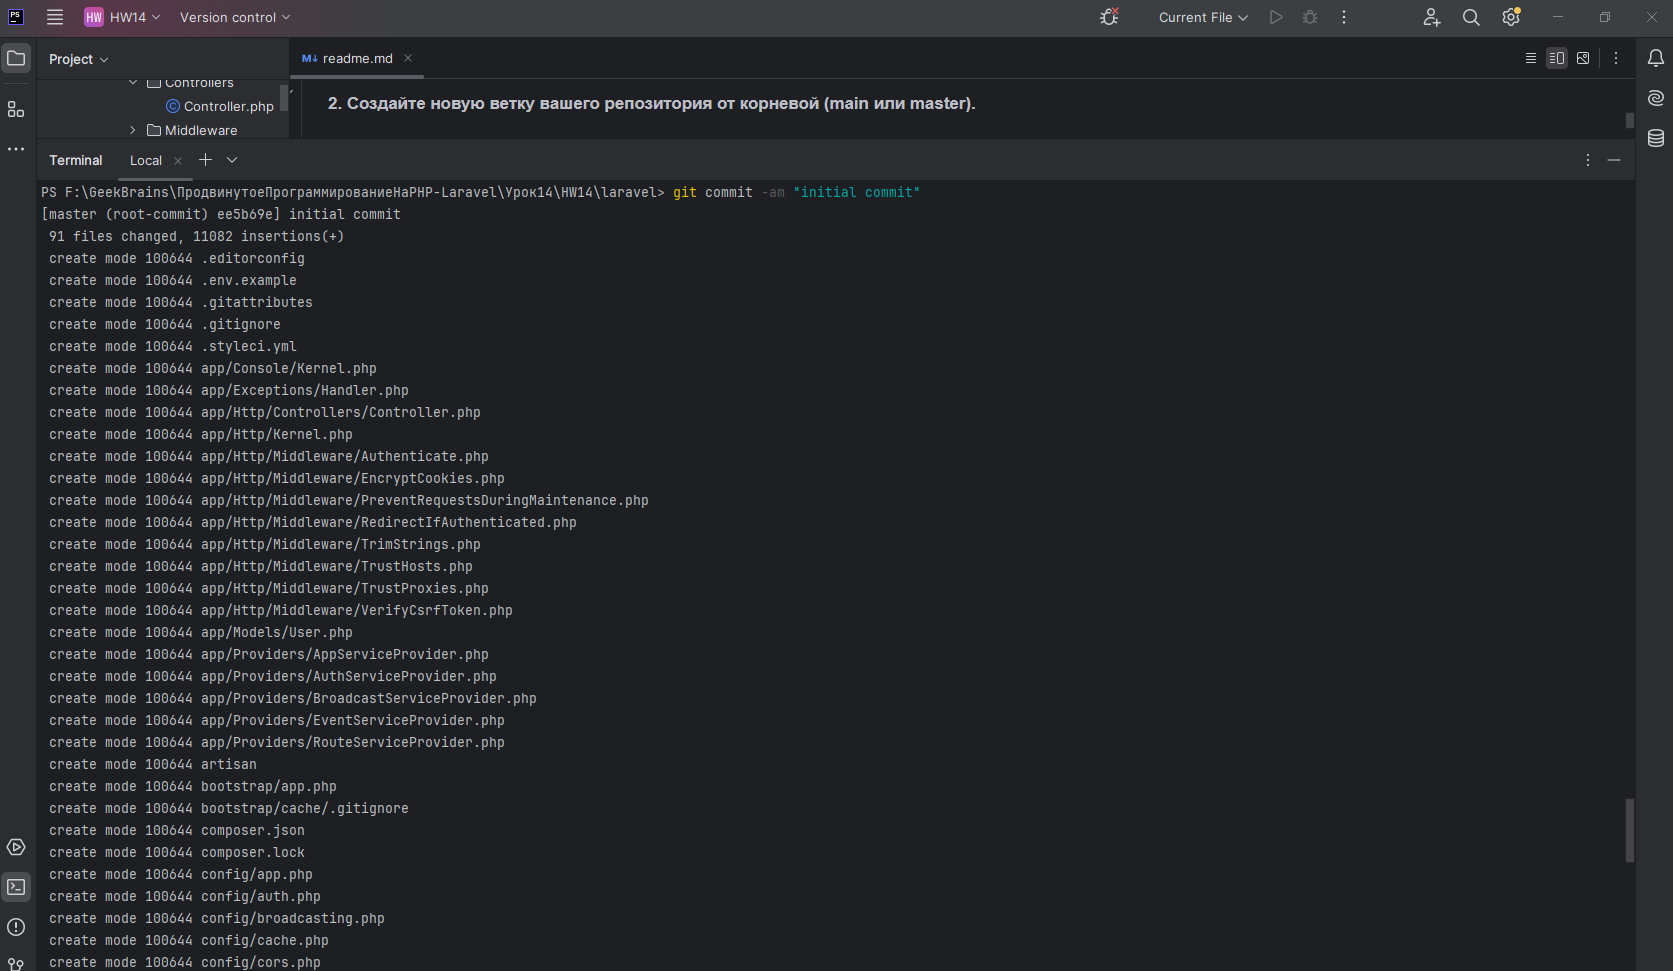 PS
HW HW14 Version control
Current File
Project
M↓ readme.md
Controllers
© Controller.php
Middleware
2. Создайте новую ветку вашего репозитория от корневой (main или master).
Terminal Local
PS F:\GeekBrains\ПродвинутоеПрограммированиеНаPHP-Laravel\Урок14\HW14\laravel> git commit -am "initial commit"
[master (root-commit) ee5b69e] initial commit
91 files changed, 11082 insertions(+)
create mode 100644 .editorconfig
create mode 100644 .env.example
create mode 100644 .gitattributes
create mode 100644 .gitignore
create mode 100644 .styleci.yml
create mode 100644 app/Console/Kernel.php
create mode 100644 app/Exceptions/Handler.php
create mode 100644 app/Http/Controllers/Controller.php
create mode 100644 app/Http/Kernel.php
create mode 100644 app/Http/Middleware/Authenticate.php
create mode 100644 app/Http/Middleware/EncryptCookies.php
create mode 100644 app/Http/Middleware/PreventRequestsDuringMaintenance.php
create mode 100644 app/Http/Middleware/RedirectIfAuthenticated.php
create mode 100644 app/Http/Middleware/TrimStrings.php
create mode 100644 app/Http/Middleware/TrustHosts.php
create mode 100644 app/Http/Middleware/TrustProxies.php
create mode 100644 app/Http/Middleware/VerifyCsrfToken.php
create mode 100644 app/Models/User.php
create mode 100644 app/Providers/AppServiceProvider.php
create mode 100644 app/Providers/AuthServiceProvider.php
create mode 100644 app/Providers/BroadcastServiceProvider.php
create mode 100644 app/Providers/EventServiceProvider.php
create mode 100644 app/Providers/RouteServiceProvider.php
create mode 100644 artisan
create mode 100644 bootstrap/app.php
create mode 100644 bootstrap/cache/.gitignore
create mode 100644 composer.json
create mode 100644 composer.lock
create mode 100644 config/app.php
create mode 100644 config/auth.php
create mode 100644 config/broadcasting.php
create mode 100644 config/cache.php
create mode 100644 config/cors.php